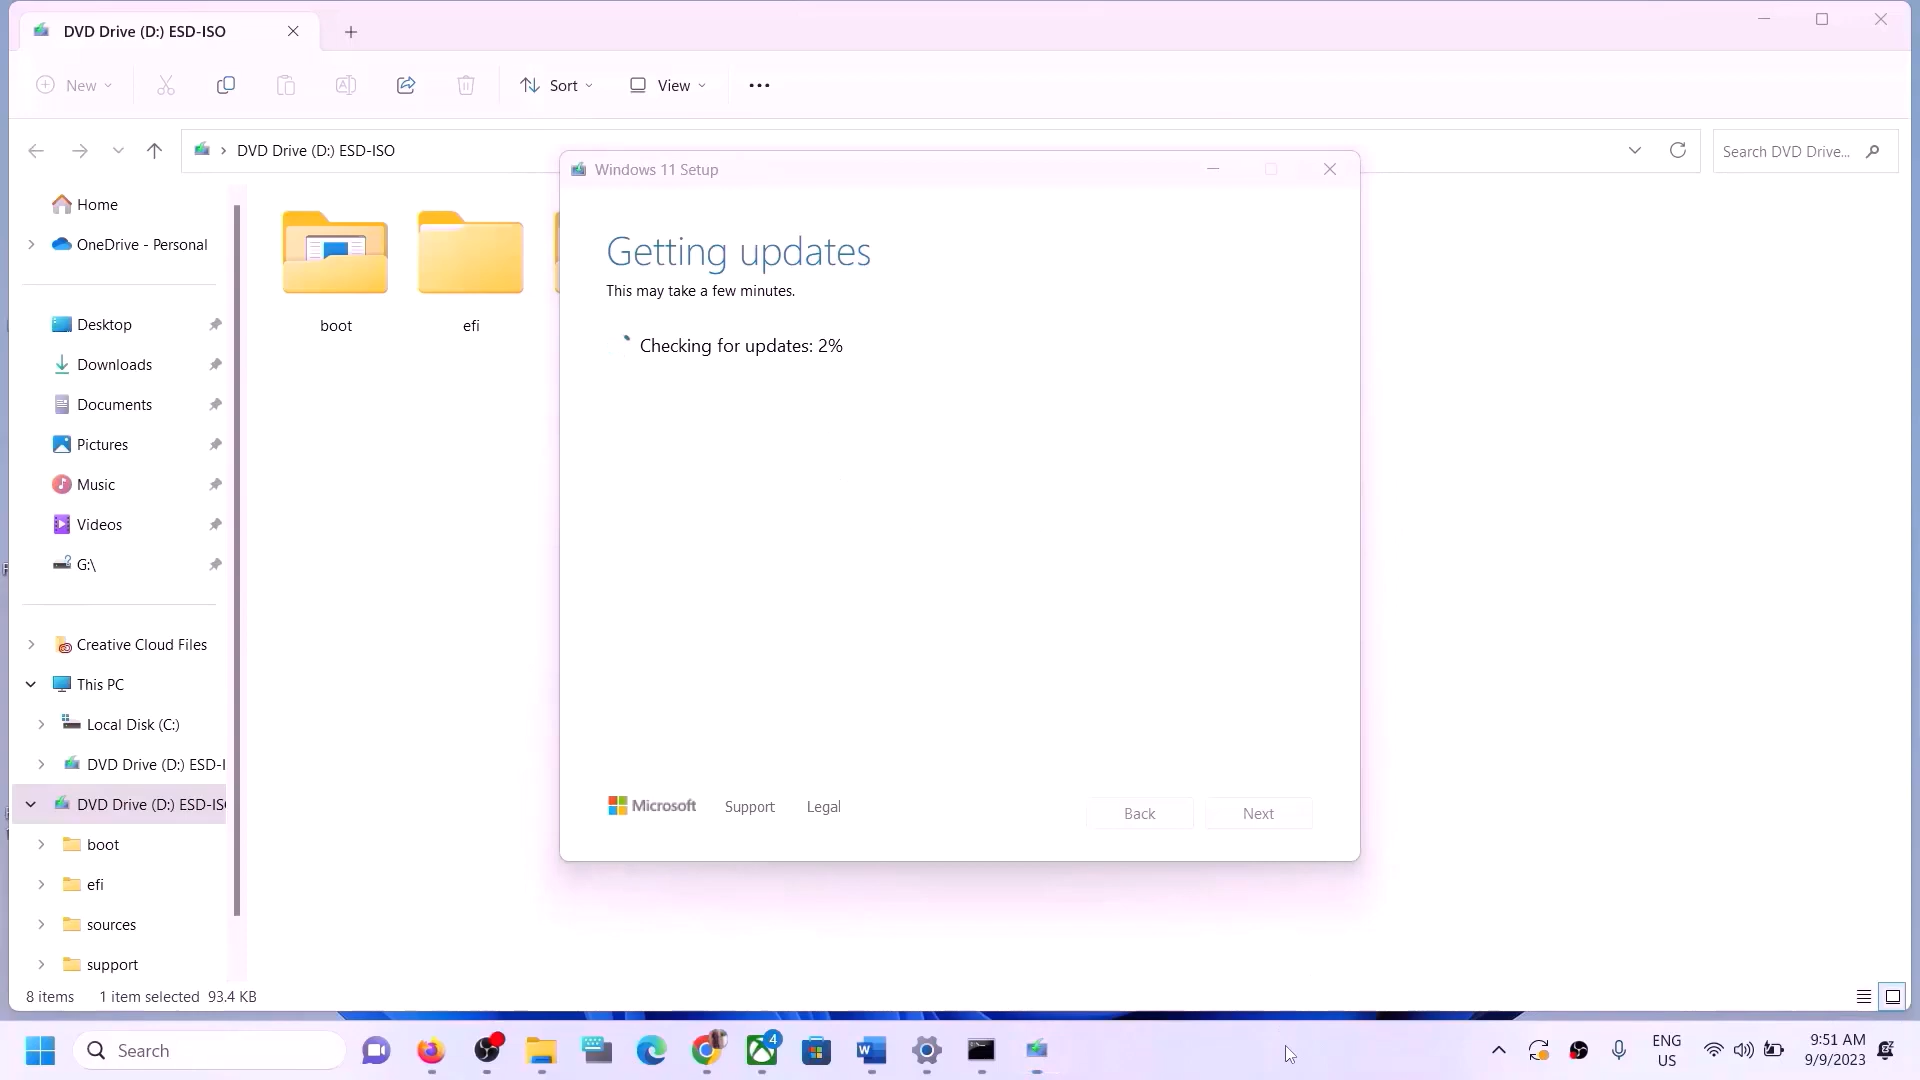 DVD Drive (D:) ESD-ISO
New
Sort
View
DVD Drive (D:) ESD-ISO
Search DVD Drive...
Home
OneDrive - Personal
Desktop
Downloads
Documents
Pictures
Music
Videos
G:\
Creative Cloud Files
This PC
Local Disk (C:)
DVD Drive (D:) ESD-I
DVD Drive (D:) ESD-IS
boot
efi
sources
support
boot
efi
Windows 11 Setup
Getting updates
This may take a few minutes.
Checking for updates: 2%
Microsoft
Support
Legal
Back
Next
8 items
1 item selected 93.4 KB
Search
4
ENG
US
9:51 AM
9/9/2023